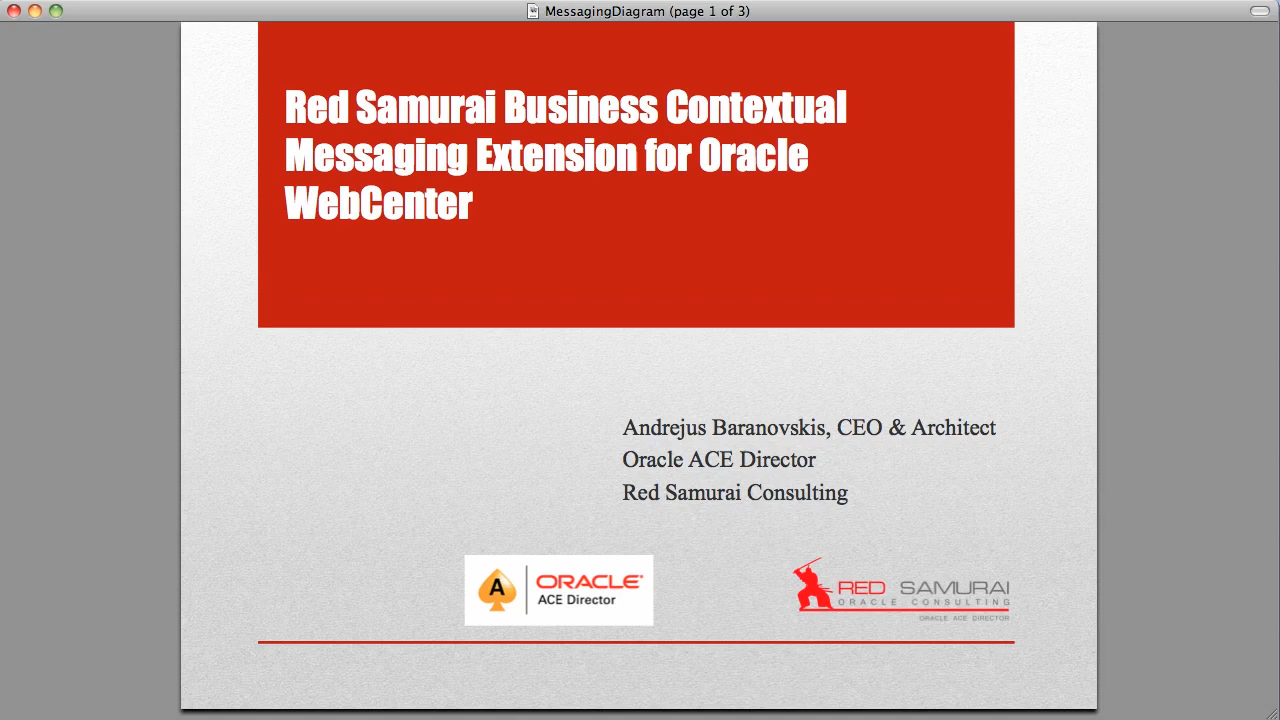 MessagingDiagram (page 1 of 3)
Red Samurai Business Contextual
Messaging Extension for Oracle
WebCenter
Andrejus Baranovskis, CEO & Architect
Oracle ACE Director
Red Samurai Consulting
A
ORACLE®
ACE Director
RED SAMURAI
ORACLE CONSULTING
ORACLE ACE DIRECTOR